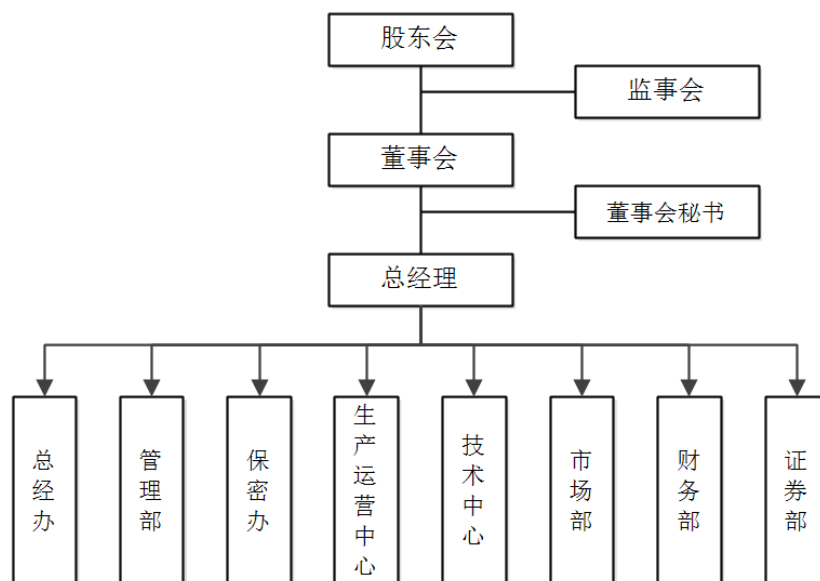 股东会
监事会
董事会
董事会秘书
总经理
总经办
管理部
保密办
生产运营中心
技术中心
市场部
财务部
证券部